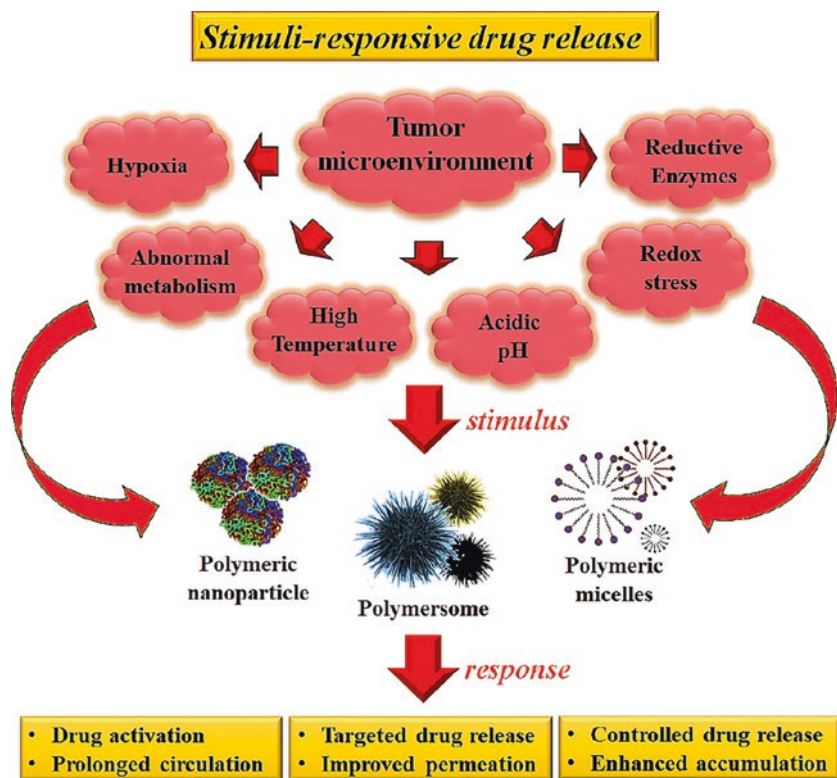 Stimuli-responsive drug release
Tumor
microenvironment
Hypoxia
Reductive
Enzymes
Abnormal
metabolism
Redox
stress
High
Temperature
Acidic
pH
stimulus
Polymeric
nanoparticle
Polymersome
Polymeric
micelles
response
• Drug activation
• Prolonged circulation
• Targeted drug release
• Improved permeation
• Controlled drug release
• Enhanced accumulation